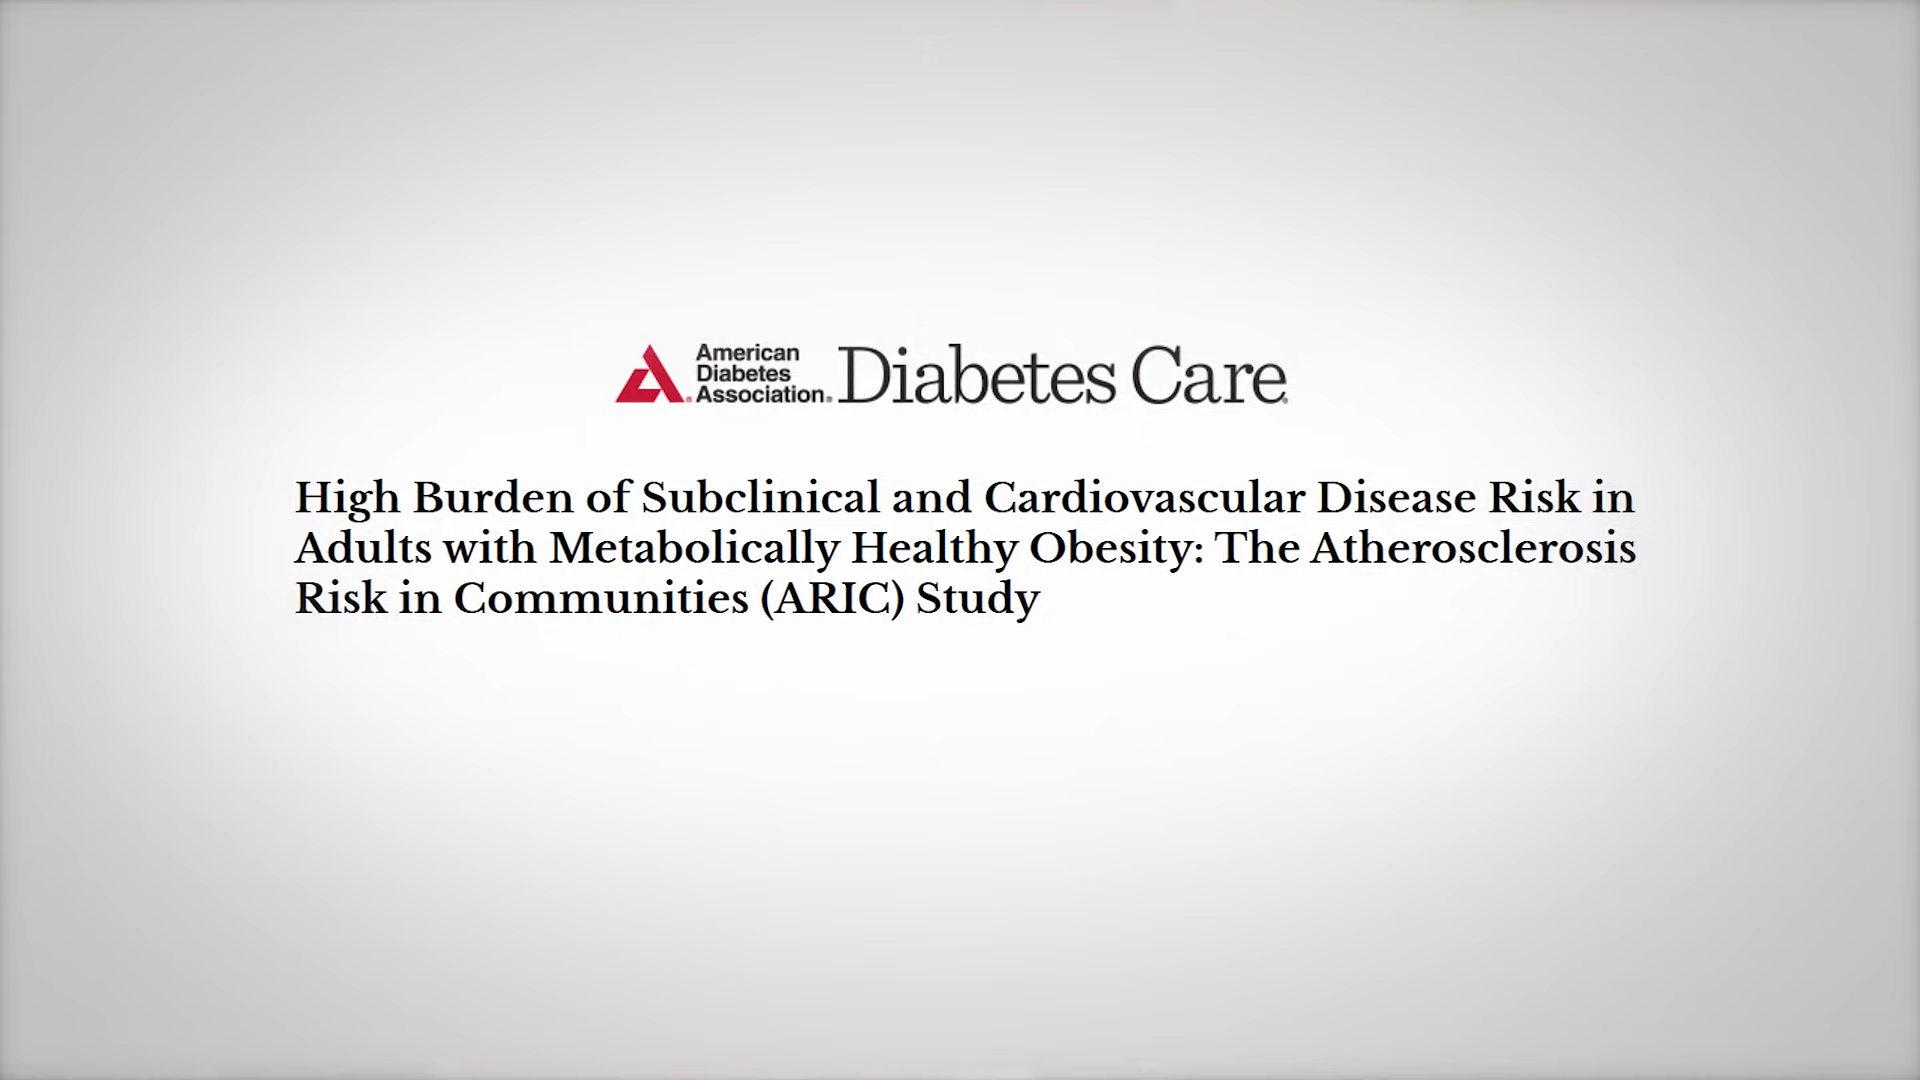 American
Diabetes
Association®
Diabetes Care®
High Burden of Subclinical and Cardiovascular Disease Risk in
Adults with Metabolically Healthy Obesity: The Atherosclerosis
Risk in Communities (ARIC) Study